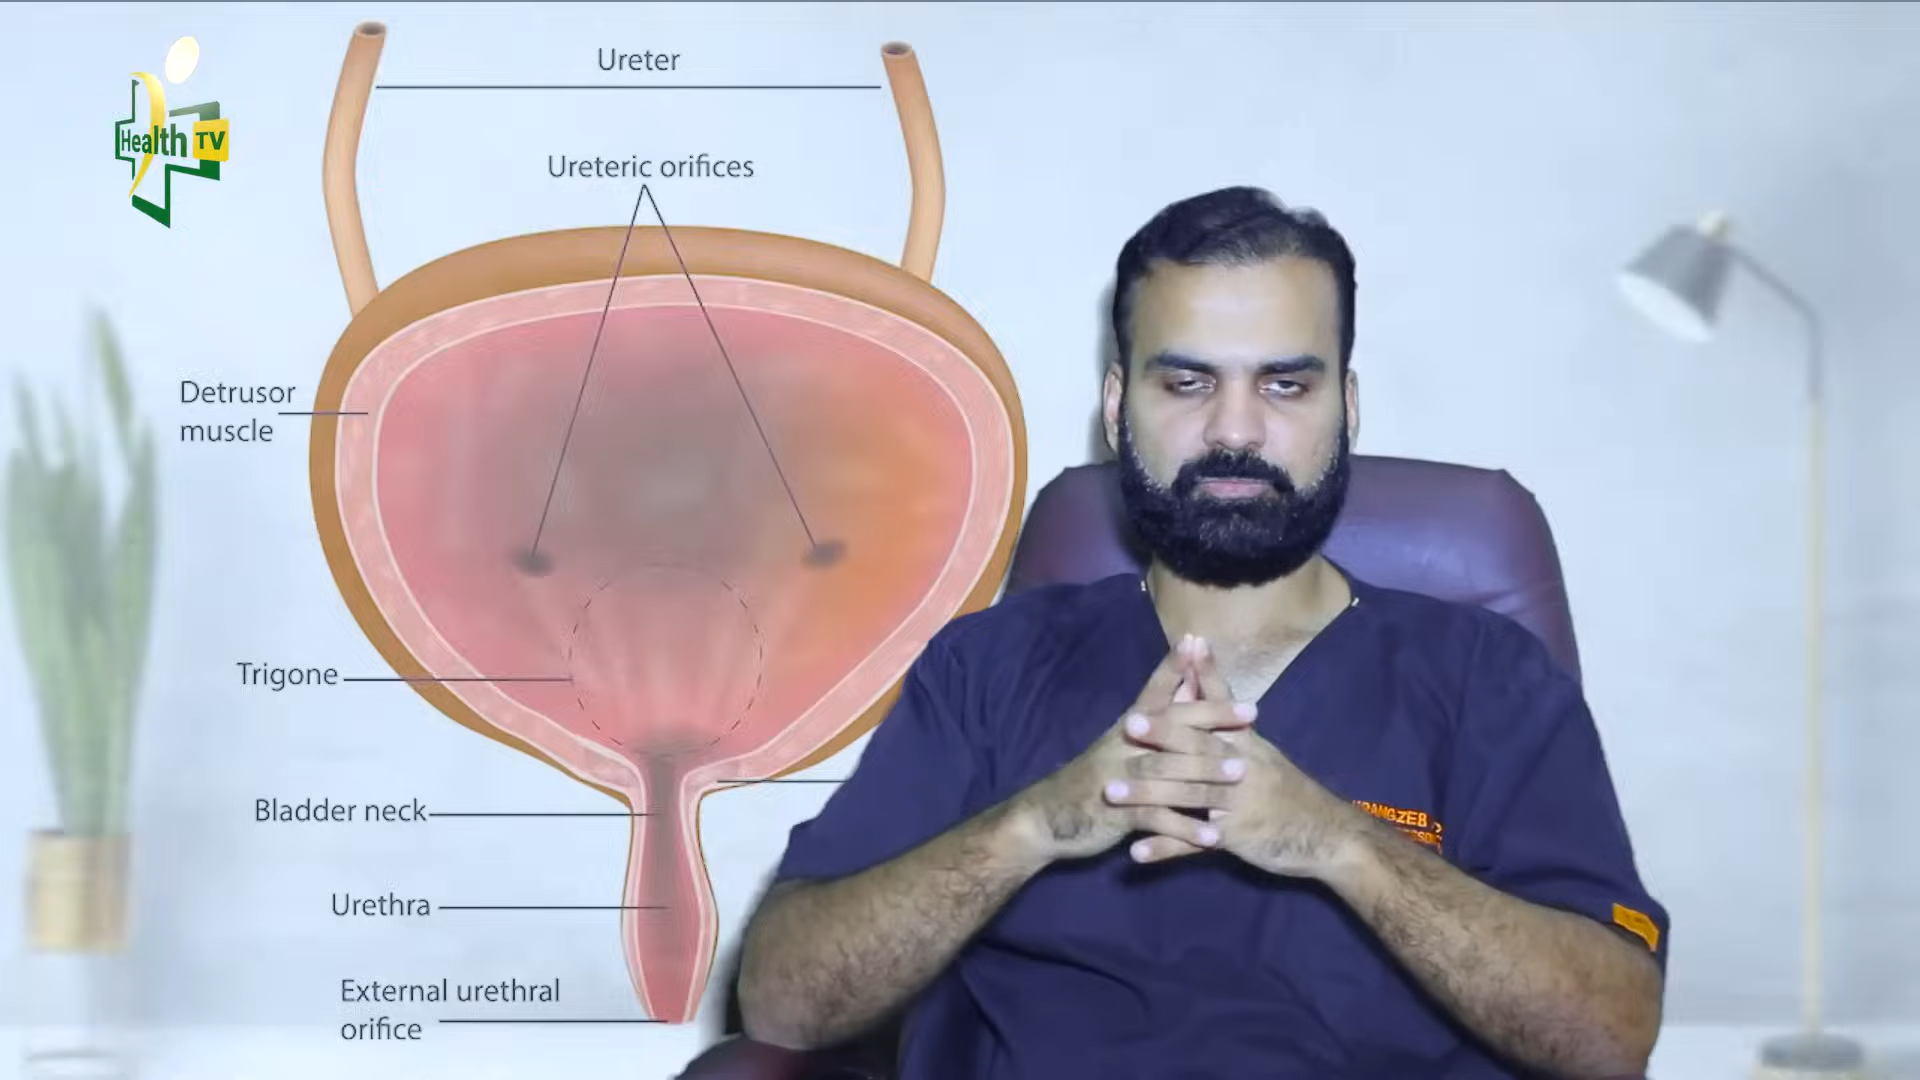 Health TV
Ureter
Ureteric orifices
Detrusor
muscle
Trigone
Bladder neck
Urethra
External urethral
orifice